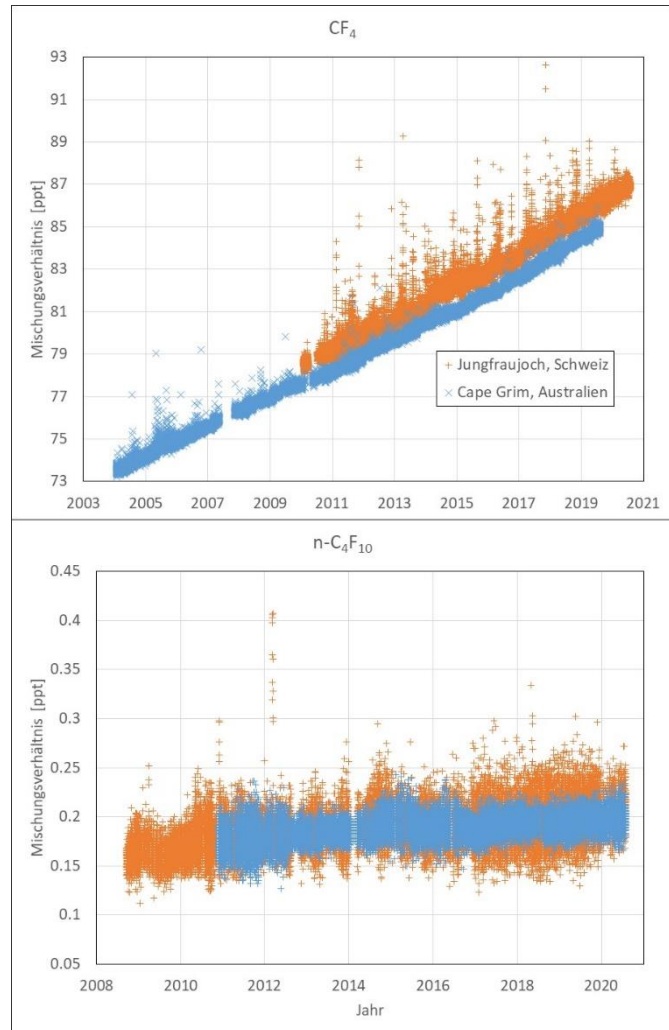 CF₄
93
91
89
87
85
83
81
79
77
75
73
Mischungsverhältnis [ppt]
Jungfraujoch, Schweiz
Cape Grim, Australien
2003 2005 2007 2009 2011 2013 2015 2017 2019 2021
n-C₄F₁₀
0.45
0.4
0.35
0.3
0.25
0.2
0.15
0.1
0.05
Mischungsverhältnis [ppt]
2008 2010 2012 2014 2016 2018 2020
Jahr